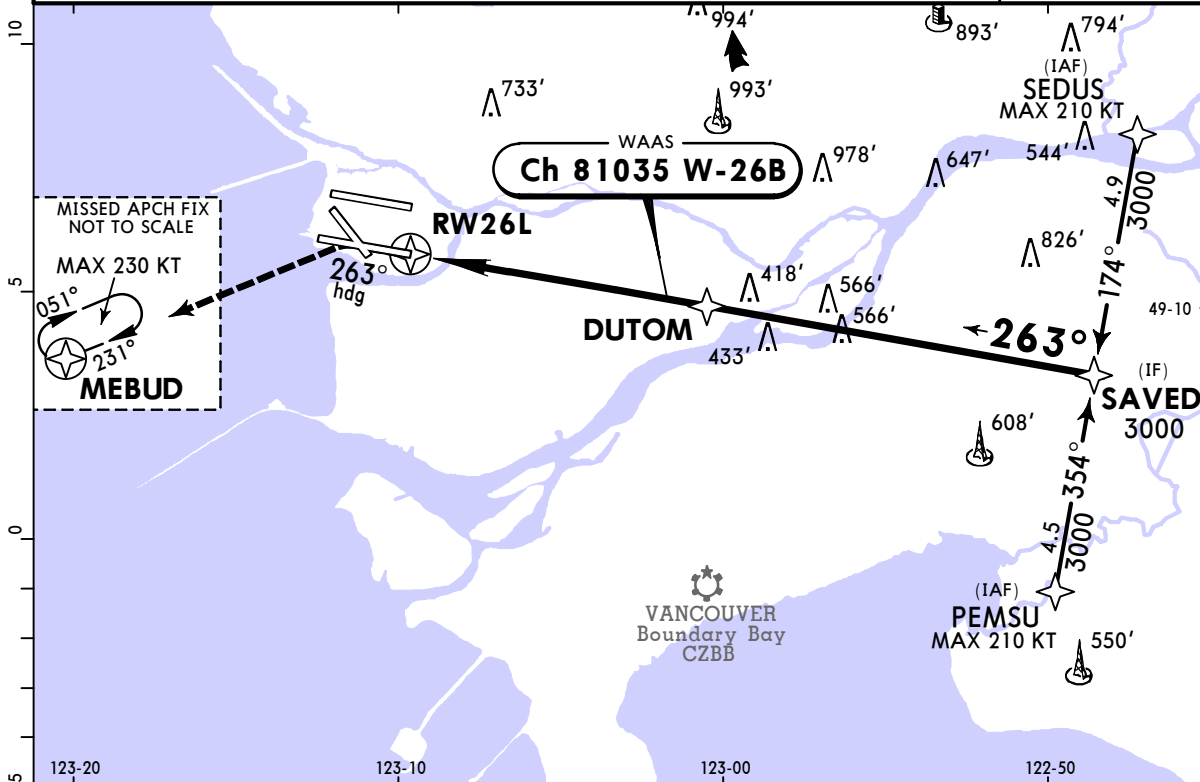 10
994'
893'
794'
(IAF)
SEDUS
MAX 210 KT
733'
993'
WAAS
Ch 81035 W-26B
978'
647'
544'
4.9
3000
174°
MISSED APCH FIX
NOT TO SCALE
MAX 230 KT
051°
231°
MEBUD
RW26L
263°
hdg
826'
5
418'
566'
566'
433'
DUTOM
263°
49-10
(IF)
SAVED
3000
608'
354°
4.5
3000
0
(IAF)
PEMSU
MAX 210 KT
VANCOUVER
Boundary Bay
CZBB
550'
5
123-20
123-10
123-00
122-50